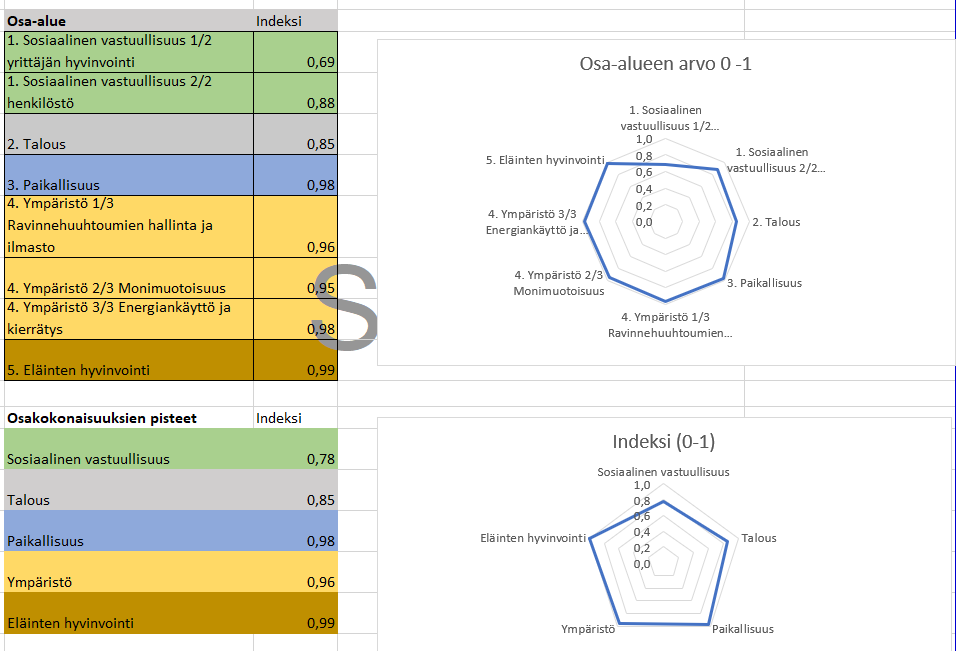 Osa-alue Indeksi
1. Sosiaalinen vastuullisuus 1/2
yrittäjän hyvinvointi 0,69
1. Sosiaalinen vastuullisuus 2/2
henkilöstö 0,88
2. Talous 0,85
3. Paikallisuus 0,98
4. Ympäristö 1/3
Ravinnehuuhtoumien hallinta ja
ilmasto 0,96
4. Ympäristö 2/3 Monimuotoisuus 0,95
4. Ympäristö 3/3 Energiankäyttö ja
kierrätys 0,98
5. Eläinten hyvinvointi 0,99
S
Osa-alueen arvo 0 -1
1. Sosiaalinen
vastuullisuus 1/2...
1,0
0,8
0,6
0,4
0,2
0,0
1. Sosiaalinen
vastuullisuus 2/2...
2. Talous
3. Paikallisuus
4. Ympäristö 1/3
Ravinnehuuhtoumien...
4. Ympäristö 2/3
Monimuotoisuus
4. Ympäristö 3/3
Energiankäyttö ja...
5. Eläinten hyvinvointi
Osakokonaisuuksien pisteet Indeksi
Sosiaalinen vastuullisuus 0,78
Talous 0,85
Paikallisuus 0,98
Ympäristö 0,96
Eläinten hyvinvointi 0,99
Indeksi (0-1)
Sosiaalinen vastuullisuus
1,0
0,8
0,6
0,4
0,2
0,0
Talous
Paikallisuus
Ympäristö
Eläinten hyvinvointi